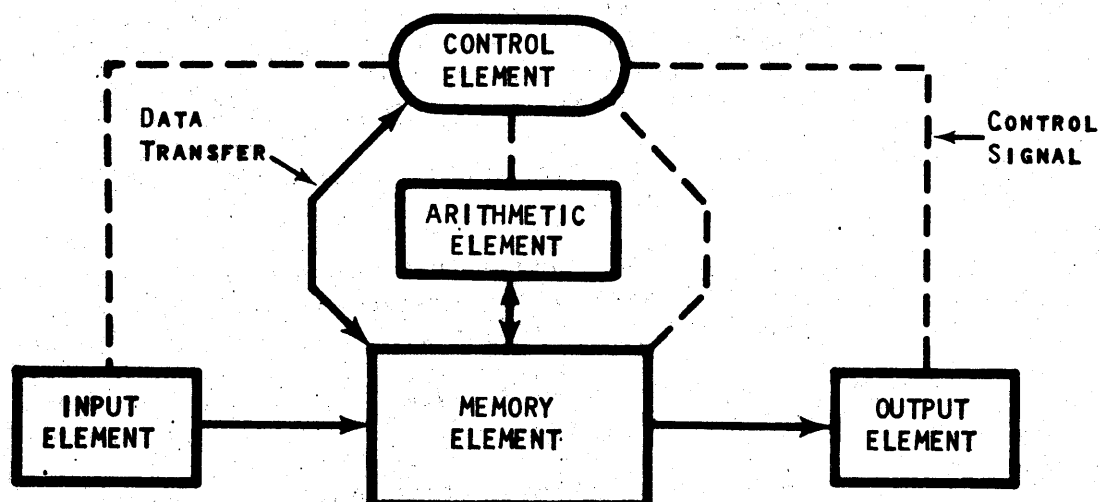 CONTROL
ELEMENT
DATA
TRANSFER
CONTROL
SIGNAL
ARITHMETIC
ELEMENT
INPUT
ELEMENT
MEMORY
ELEMENT
OUTPUT
ELEMENT